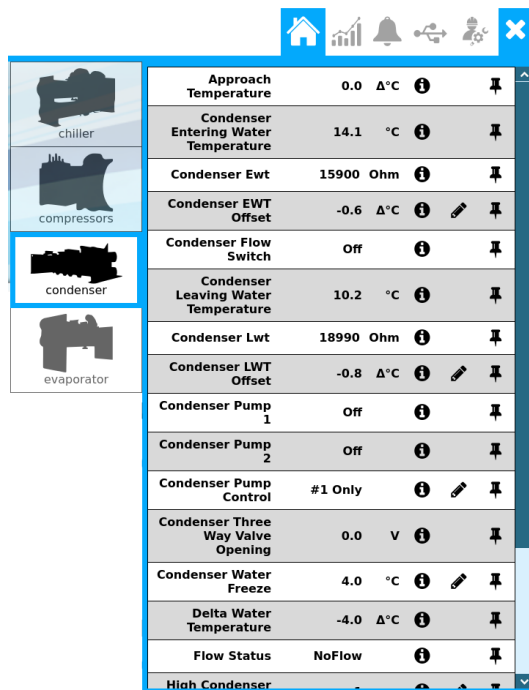 chiller
compressors
condenser
evaporator
Approach
Temperature
0.0 Δ°C
Condenser
Entering Water
Temperature
14.1 °C
Condenser Ewt 15900 Ohm
Condenser EWT
Offset
-0.6 Δ°C
Condenser Flow
Switch
Off
Condenser
Leaving Water
Temperature
10.2 °C
Condenser Lwt 18990 Ohm
Condenser LWT
Offset
-0.8 Δ°C
Condenser Pump
1
Off
Condenser Pump
2
Off
Condenser Pump
Control
#1 Only
Condenser Three
Way Valve
Opening
0.0 V
Condenser Water
Freeze
4.0 °C
Delta Water
Temperature
-4.0 Δ°C
Flow Status NoFlow
High Condenser